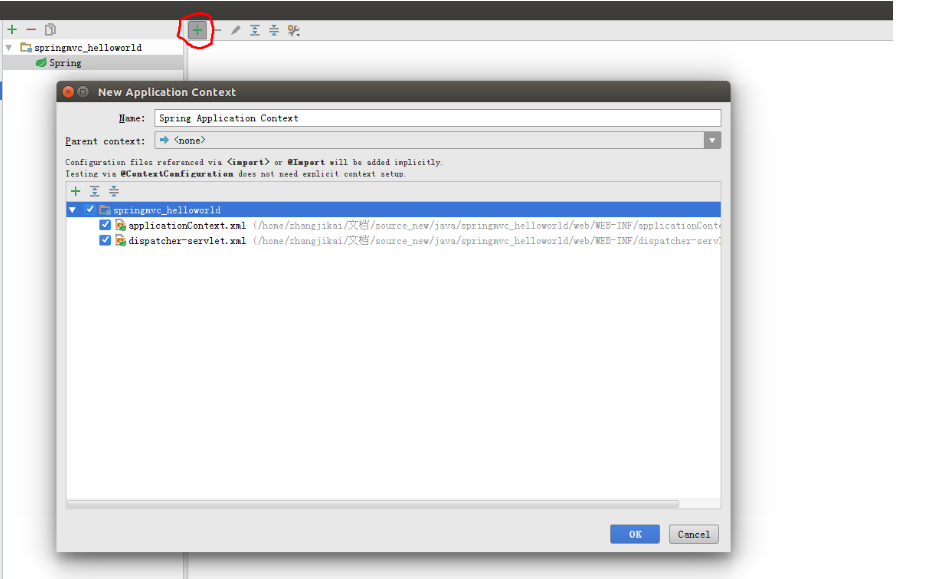 springmvc_helloworld
Spring
New Application Context
Name: Spring Application Context
Parent context: <none>
Configuration files referenced via <import> or @Import will be added implicitly.
Testing via @ContextConfiguration does not need explicit context setup.
springmvc_helloworld
applicationContext.xml (/home/zhangjikai/文档/source_new/java/springmvc_helloworld/web/WEB-INF/applicationConte
dispatcher-servlet.xml (/home/zhangjikai/文档/source_new/java/springmvc_helloworld/web/WEB-INF/dispatcher-serv
OK Cancel